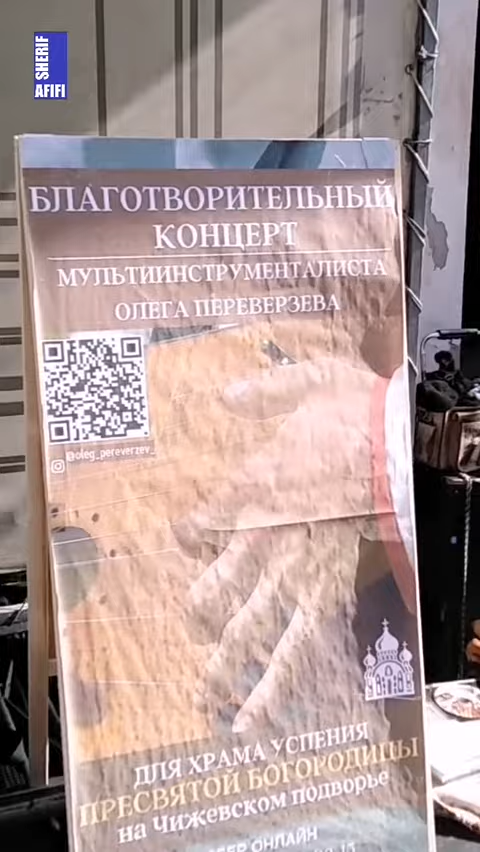 SHERIF
AFIFI
БЛАГОТВОРИТЕЛЬНЫЙ
КОНЦЕРТ
МУЛЬТИИНСТРУМЕНТАЛИСТА
ОЛЕГА ПЕРЕВЕРЗЕВА
@oleg_pereverzev_
ДЛЯ ХРАМА УСПЕНИЯ
ПРЕСВЯТОЙ БОГОРОДИЦЫ
на Чижевском подворье
ОНЛАЙН